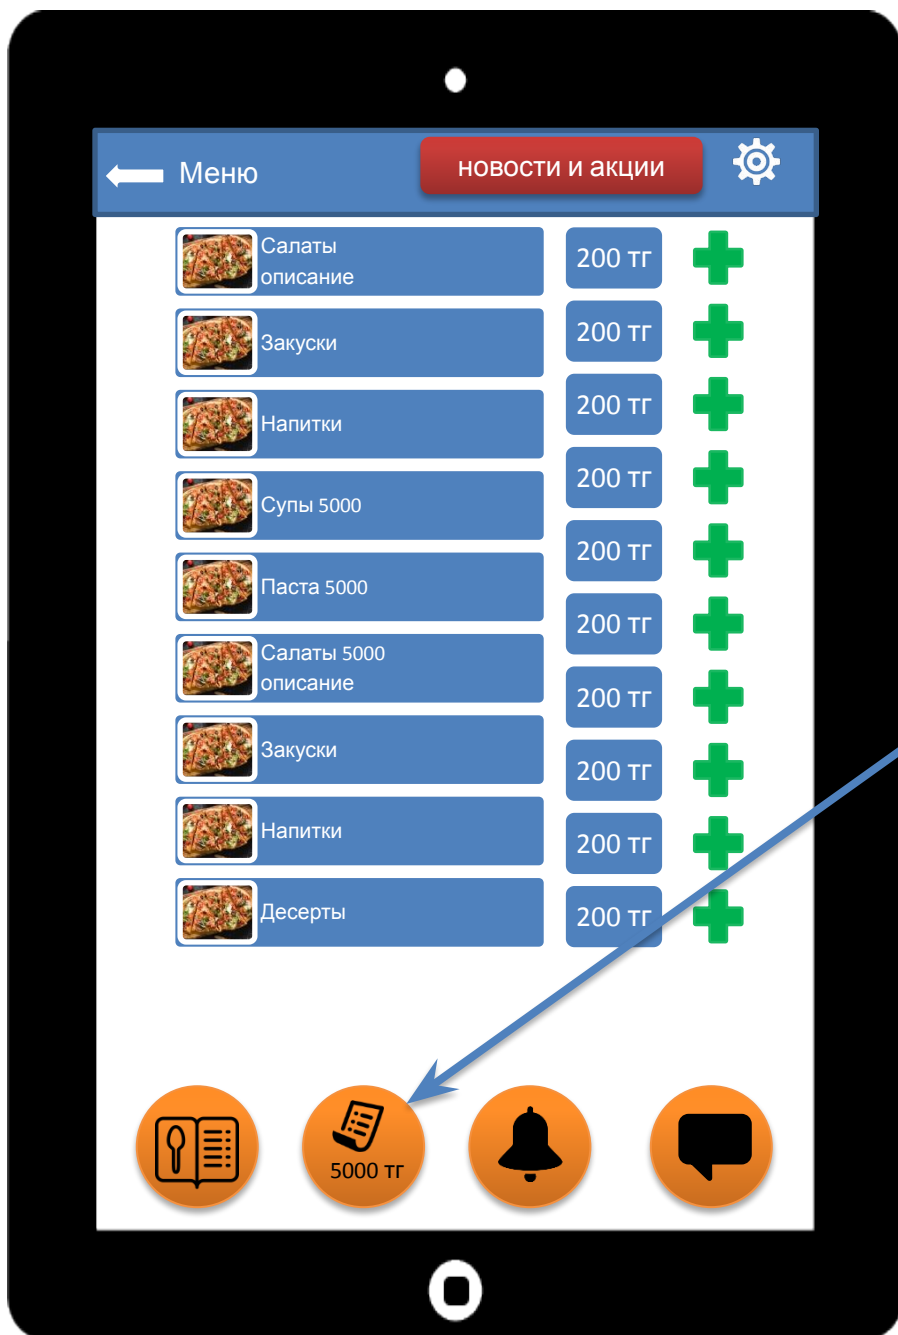 Меню
новости и акции
Салаты
описание
200 тг
Закуски
200 тг
Напитки
200 тг
Супы 5000
200 тг
Паста 5000
200 тг
Салаты 5000
описание
200 тг
200 тг
Закуски
200 тг
Напитки
200 тг
Десерты
200 тг
5000 тг